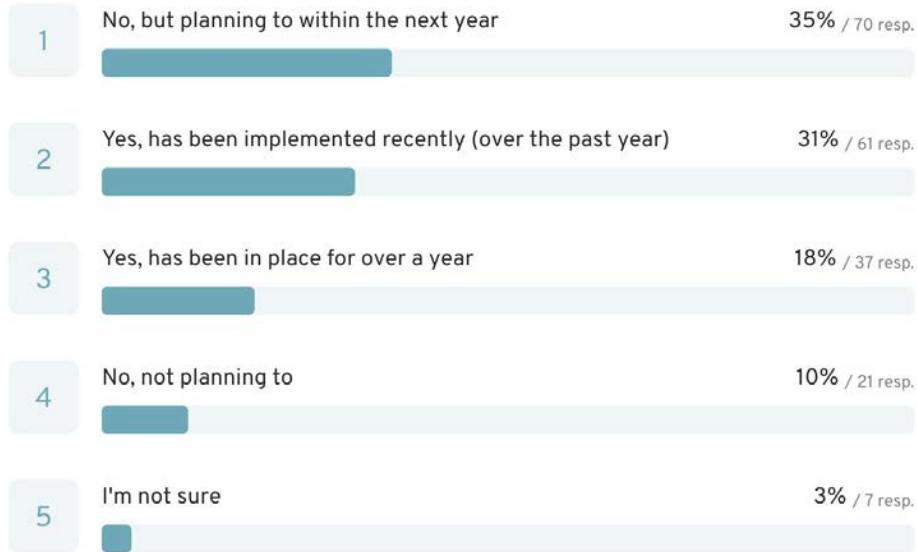 1
No, but planning to within the next year 35% / 70 resp.
2
Yes, has been implemented recently (over the past year) 31% / 61 resp.
3
Yes, has been in place for over a year 18% / 37 resp.
4
No, not planning to 10% / 21 resp.
5
I'm not sure 3% / 7 resp.